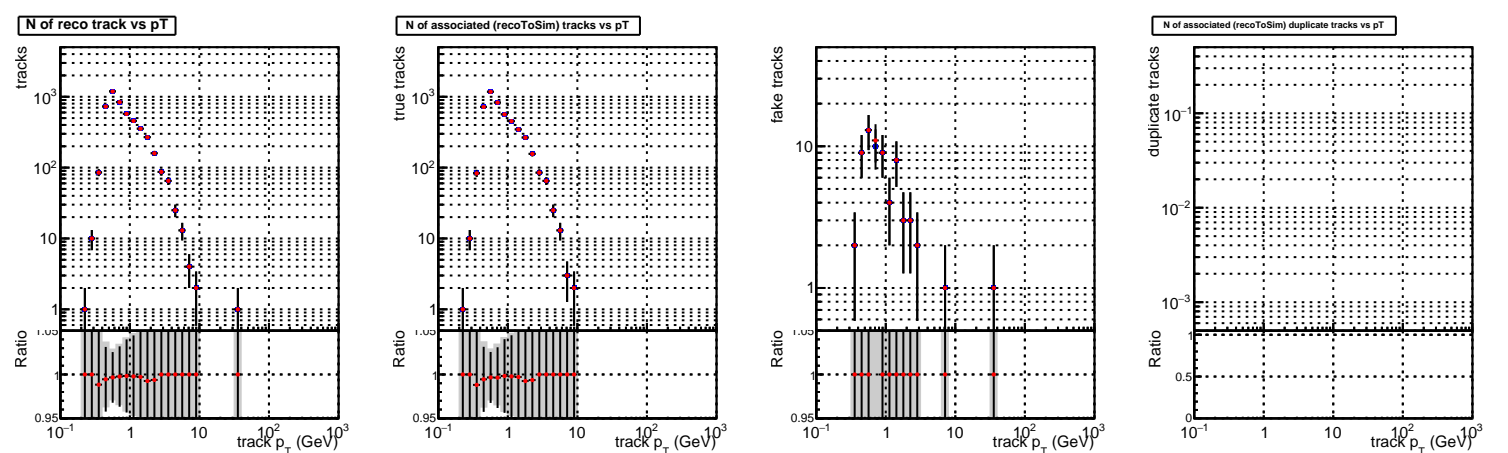 N of reco track vs pT
tracks
10³
10²
10
1
1.05
Ratio
1
0.95
10⁻¹ 1 10 10² 10³
track p_T (GeV)
N of associated (recoToSim) tracks vs pT
true tracks
10³
10²
10
1
1.05
Ratio
1
0.95
10⁻¹ 1 10 10² 10³
track p_T (GeV)
fake tracks
10
1
1.05
Ratio
1
0.95
10⁻¹ 1 10 10² 10³
track p_T (GeV)
N of associated (recoToSim) duplicate tracks vs pT
duplicate tracks
10⁻¹
10⁻²
10⁻³
Ratio
1
0.5
0
10⁻¹ 1 10 10² 10³
track p_T (GeV)